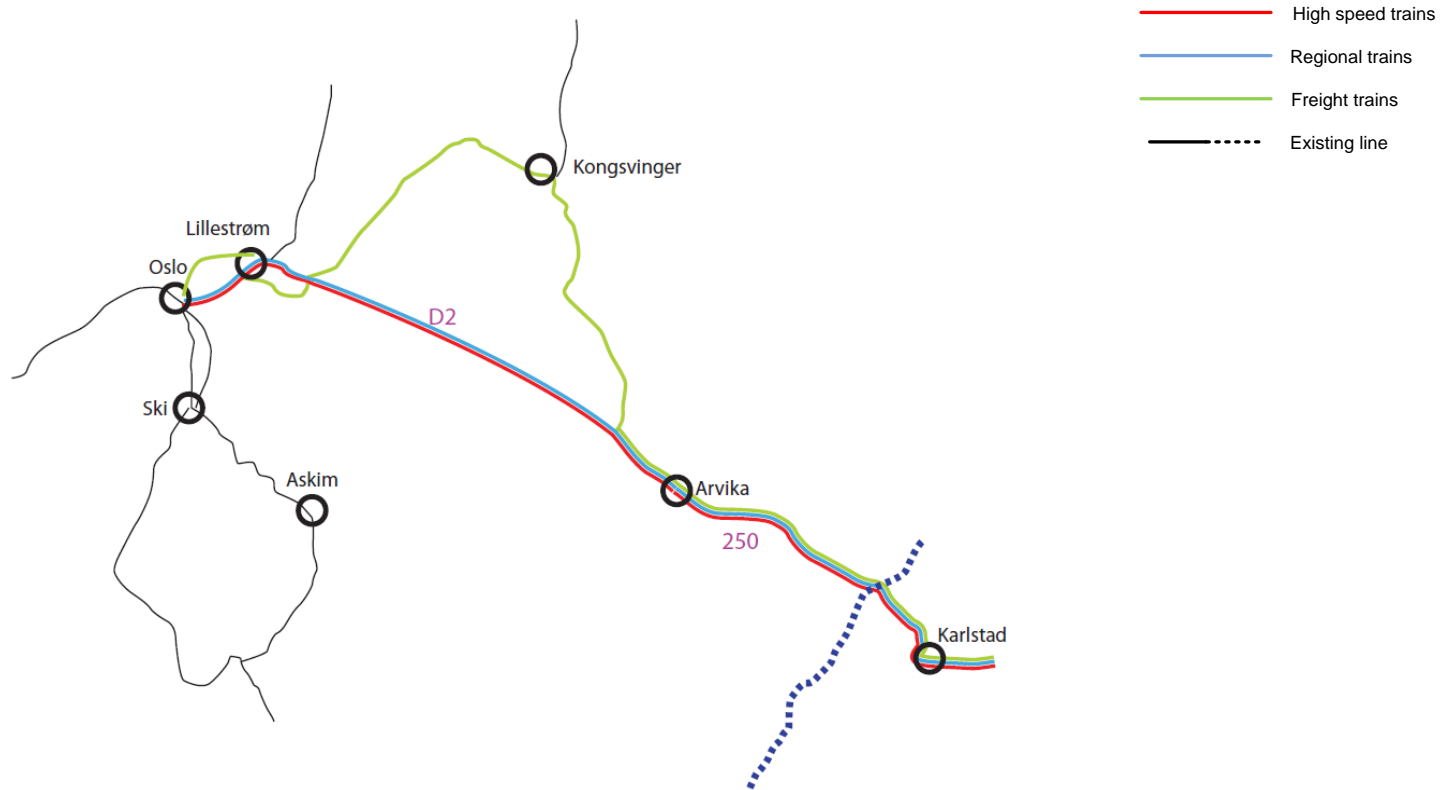 High speed trains
Regional trains
Freight trains
Existing line
Kongsvinger
Lillestrøm
Oslo
D2
Ski
Askim
Arvika
250
Karlstad